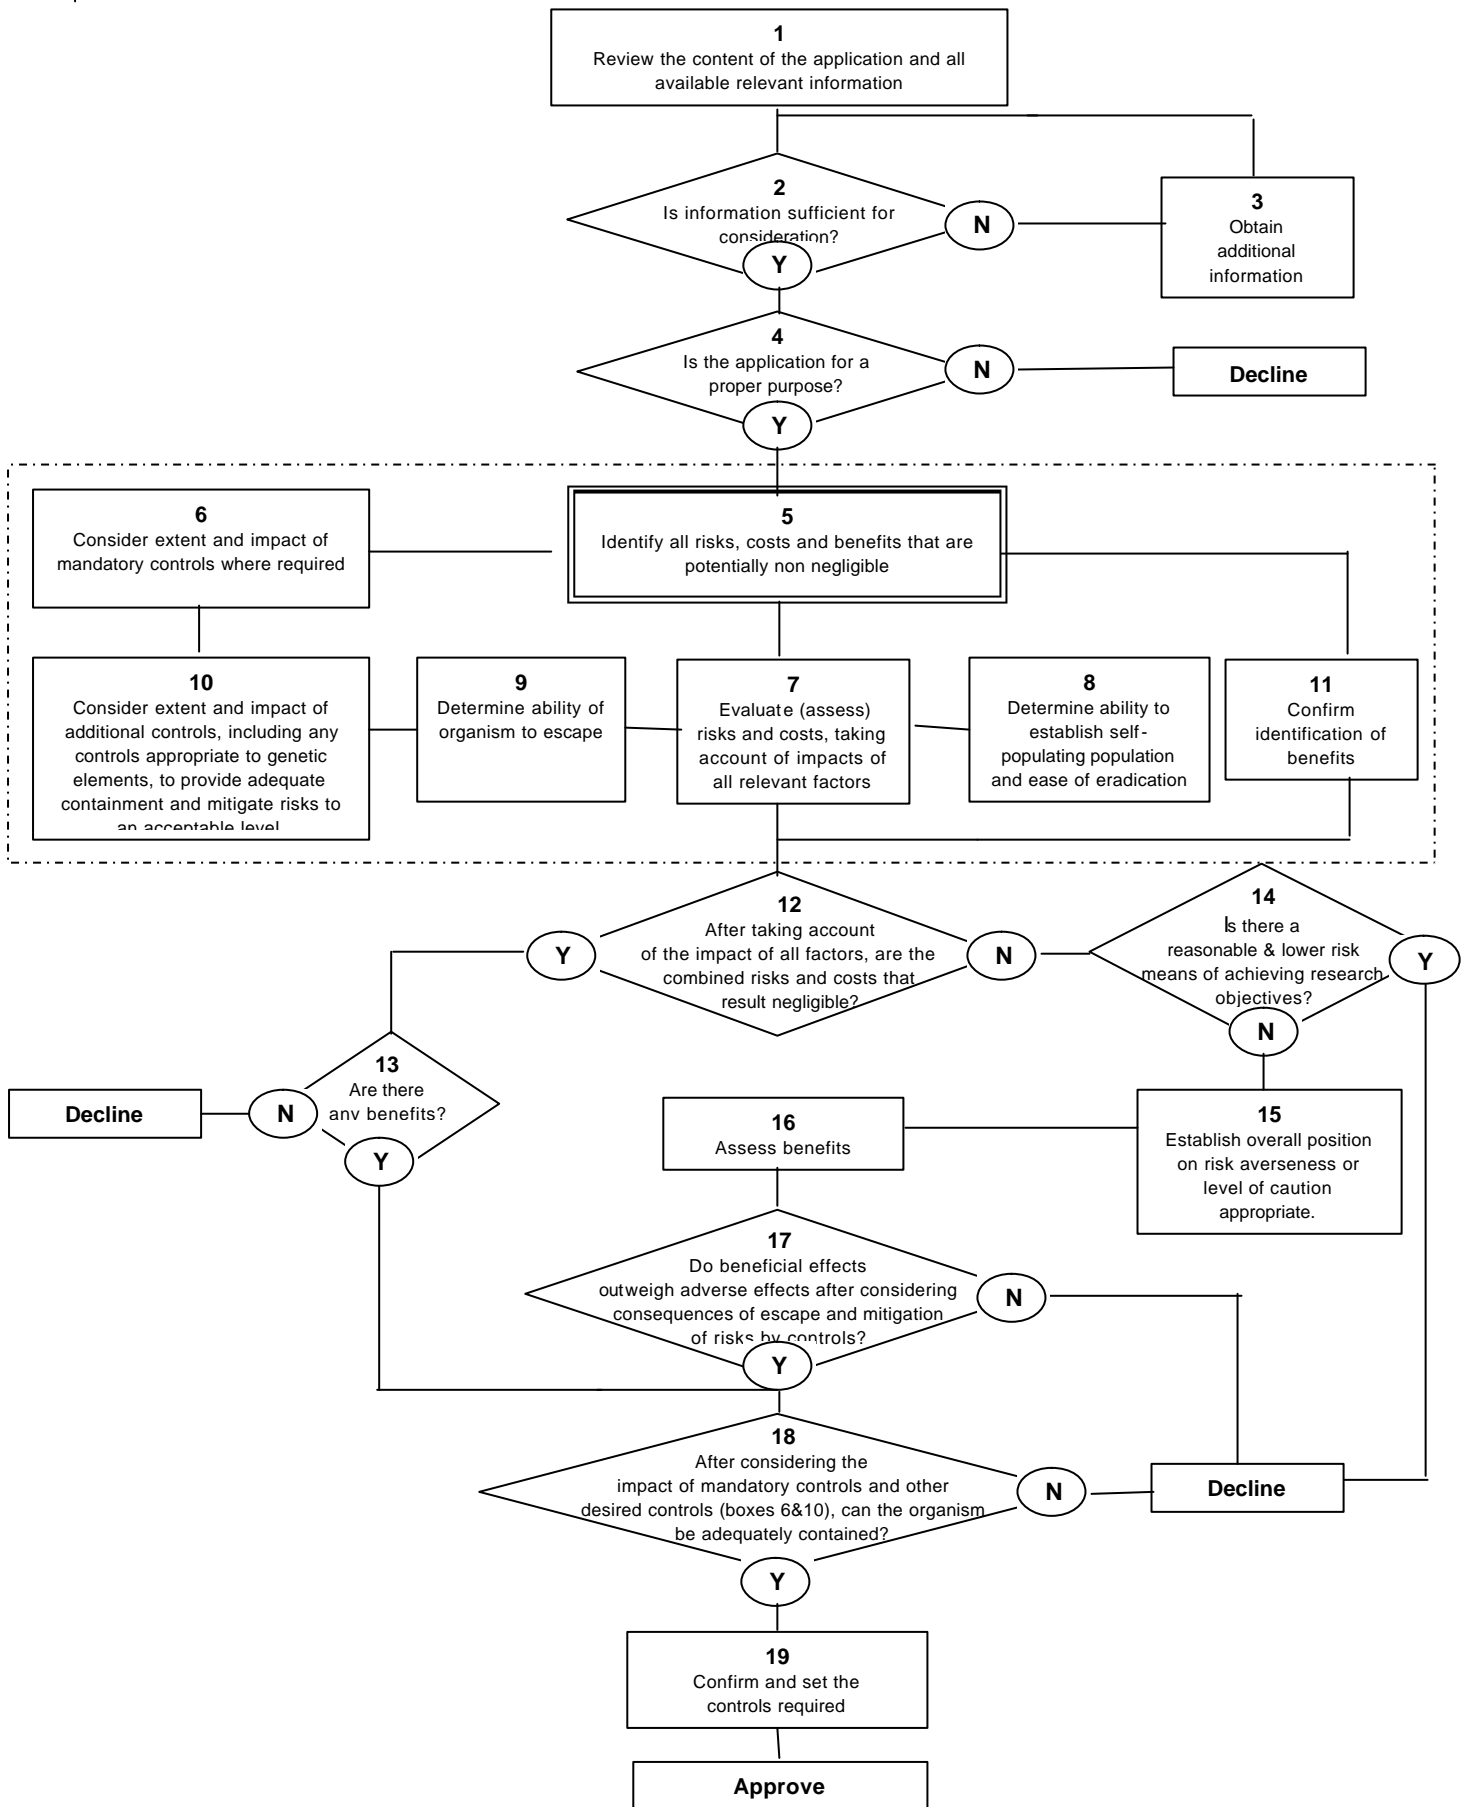 1
Review the content of the application and all
available relevant information
2
Is information sufficient for
consideration?
N
Y
3
Obtain
additional
information
4
Is the application for a
proper purpose?
N
Y
Decline
6
Consider extent and impact of
mandatory controls where required
5
Identify all risks, costs and benefits that are
potentially non negligible
10
Consider extent and impact of
additional controls, including any
controls appropriate to genetic
elements, to provide adequate
containment and mitigate risks to
an acceptable level
9
Determine ability of
organism to escape
7
Evaluate (assess)
risks and costs, taking
account of impacts of
all relevant factors
8
Determine ability to
establish self-
populating population
and ease of eradication
11
Confirm
identification of
benefits
12
After taking account
of the impact of all factors, are the
combined risks and costs that
result negligible?
Y
N
14
Is there a
reasonable & lower risk
means of achieving research
objectives?
Y
N
13
Are there
any benefits?
N
Y
Decline
16
Assess benefits
15
Establish overall position
on risk averseness or
level of caution
appropriate.
17
Do beneficial effects
outweigh adverse effects after considering
consequences of escape and mitigation
of risks by controls?
N
Y
18
After considering the
impact of mandatory controls and other
desired controls (boxes 6&10), can the organism
be adequately contained?
N
Y
Decline
19
Confirm and set the
controls required
Approve